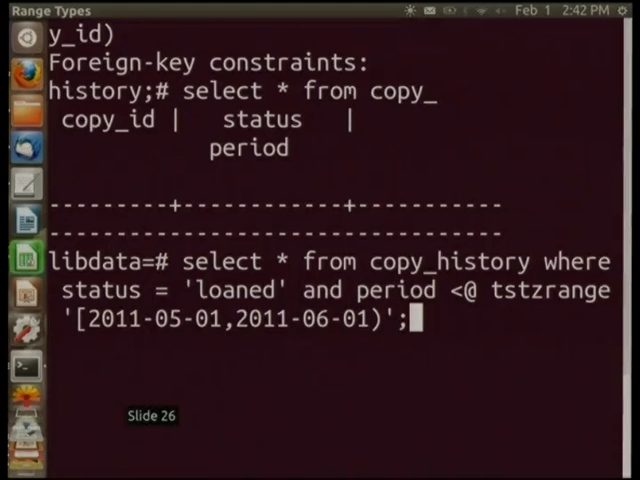 Range Types
Feb 1 2:42 PM
y_id)
Foreign-key constraints:
history;# select * from copy_
copy_id | status |
period
---------+------------+-----------
----------------------------------
libdata=# select * from copy_history where
status = 'loaned' and period <@ tstzrange
'[2011-05-01,2011-06-01)';
Slide 26